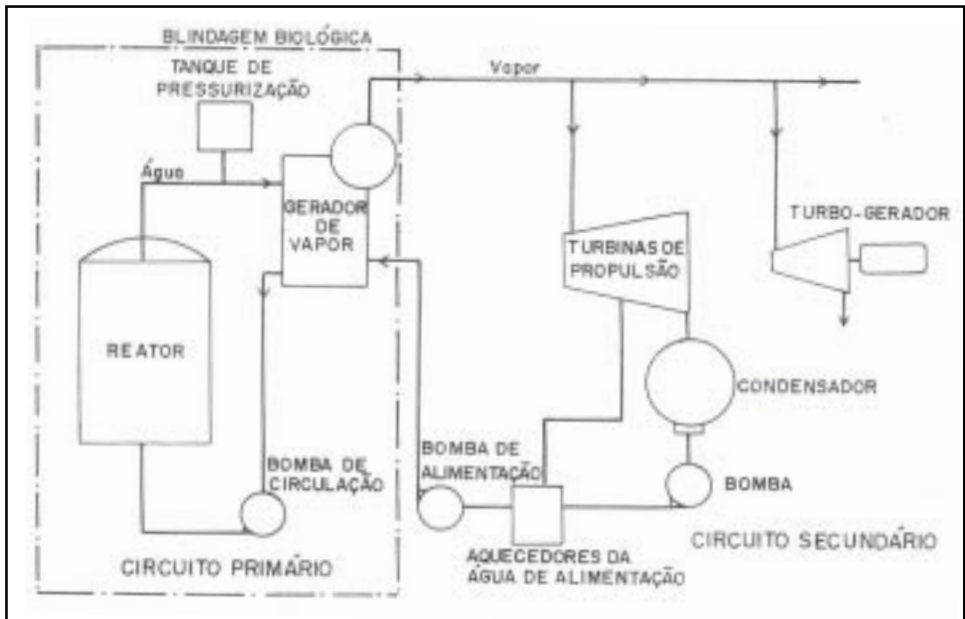 BLINDAGEM BIOLÓGICA
TANQUE DE
PRESSURIZAÇÃO
Vapor
Água
GERADOR
DE
VAPOR
TURBO-GERADOR
TURBINAS DE
PROPULSÃO
REATOR
CONDENSADOR
BOMBA DE
CIRCULAÇÃO
BOMBA DE
ALIMENTAÇÃO
BOMBA
AQUECEDORES DA
ÁGUA DE ALIMENTAÇÃO
CIRCUITO PRIMÁRIO
CIRCUITO SECUNDÁRIO